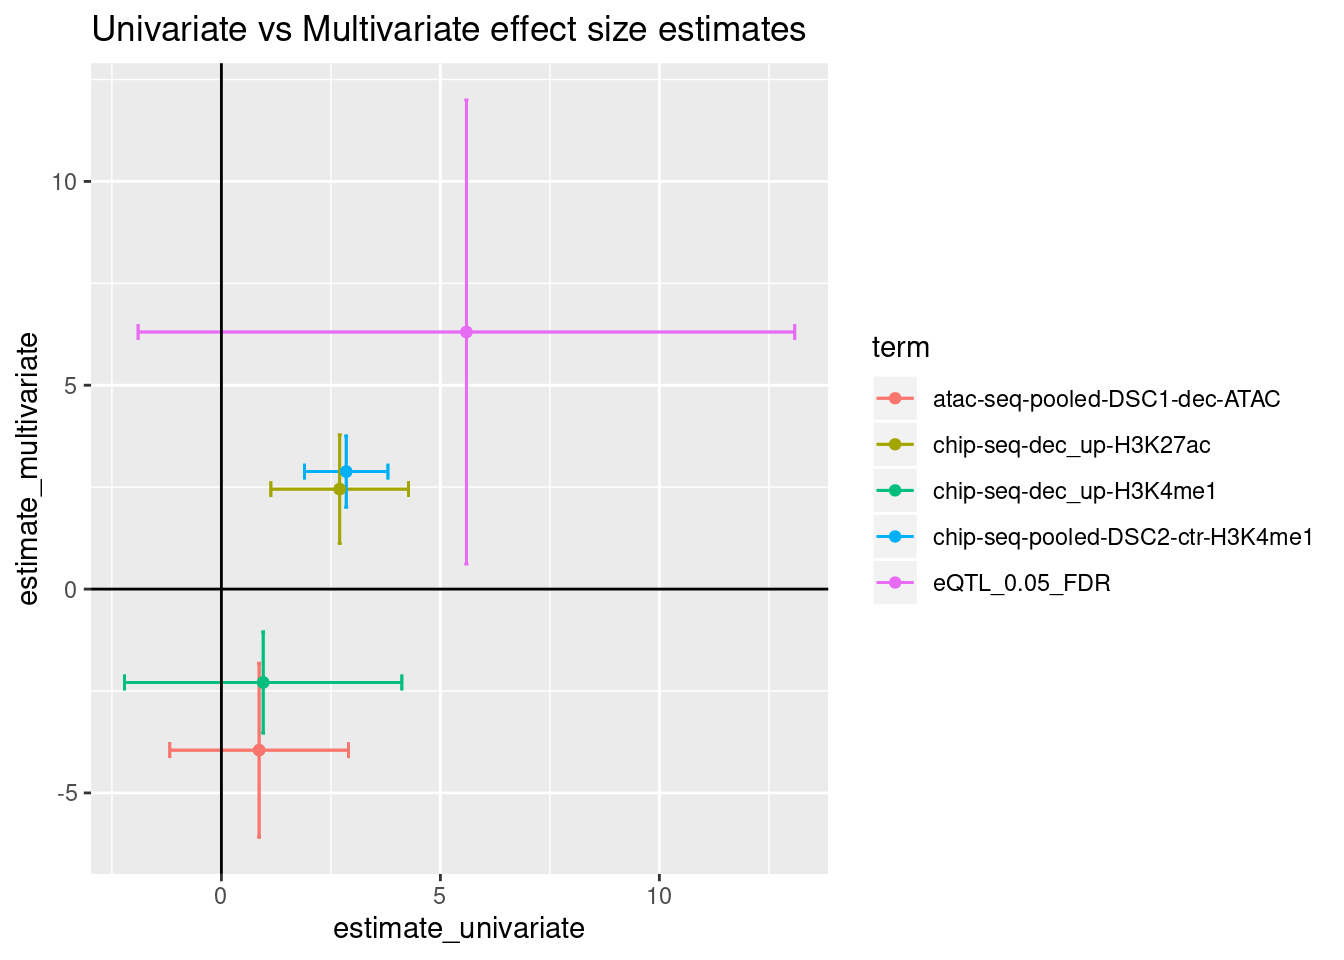 Univariate vs Multivariate effect size estimates
estimate_multivariate
10
5
0
-5
0
5
10
estimate_univariate
term
atac-seq-pooled-DSC1-dec-ATAC
chip-seq-dec_up-H3K27ac
chip-seq-dec_up-H3K4me1
chip-seq-pooled-DSC2-ctr-H3K4me1
eQTL_0.05_FDR